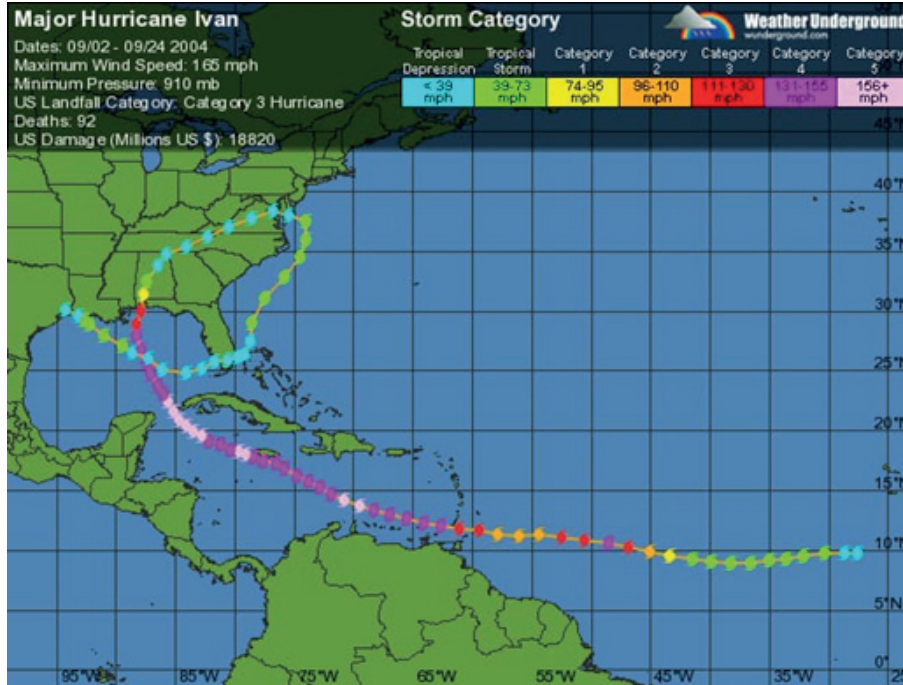 Major Hurricane Ivan
Dates: 09/02 - 09/24 2004
Maximum Wind Speed: 165 mph
Minimum Pressure: 910 mb
US Landfall Category: Category 3 Hurricane
Deaths: 92
US Damage (Millions US $): 18820
Storm Category
Weather Underground
wunderground.com
Tropical Depression
Tropical Storm
Category 1
Category 2
Category 3
Category 4
Category 5
< 39 mph
39-73 mph
74-95 mph
96-110 mph
111-130 mph
131-155 mph
156+ mph
45°N
40°N
35°N
30°N
25°N
20°N
15°N
10°N
5°N
0°
95°W
85°W
75°W
65°W
55°W
45°W
35°W